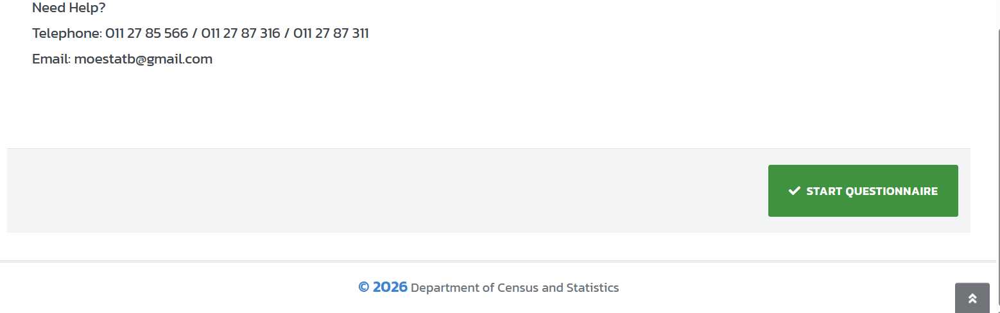 Need Help?
Telephone: 011 27 85 566 / 011 27 87 316 / 011 27 87 311
Email: moestatb@gmail.com
START QUESTIONNAIRE
© 2026 Department of Census and Statistics